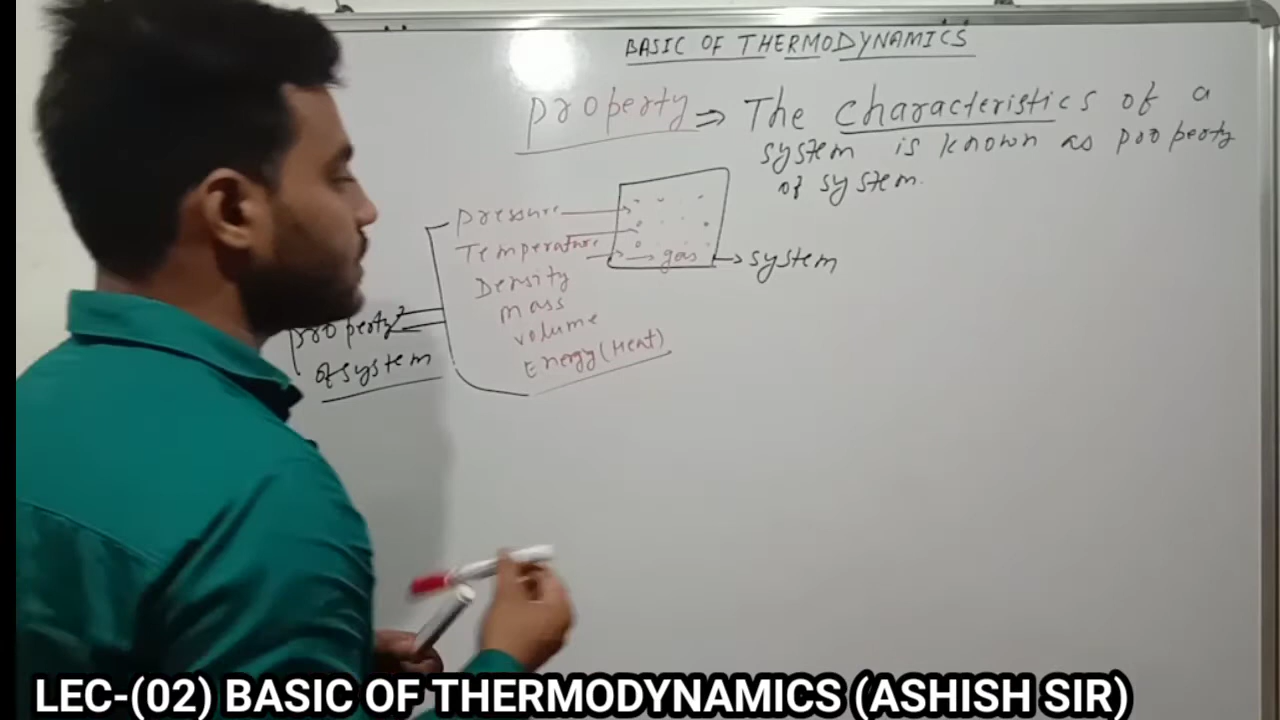 BASIC OF THERMODYNAMICS
Property ⇒ The characteristics of a
system is known as property
of system.
Pressure
Temperature
Density
Mass
Volume
Energy (Heat)
gas
→ system
Property
of system
LEC-(02) BASIC OF THERMODYNAMICS (ASHISH SIR)